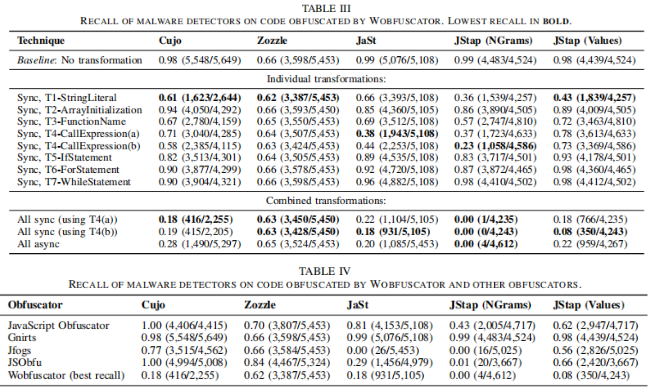 TABLE III
RECALL OF MALWARE DETECTORS ON CODE OBFUSCATED BY WOBFUSCATOR. LOWEST RECALL IN BOLD.
Technique Cujo Zozzle JaSt JStap (NGrams) JStap (Values)
Baseline: No transformation 0.98 (5,548/5,649) 0.66 (3,598/5,453) 0.99 (5,076/5,108) 0.99 (4,483/4,524) 0.98 (4,439/4,524)
Individual transformations:
Sync, T1-StringLiteral 0.61 (1,623/2,644) 0.62 (3,387/5,453) 0.66 (3,393/5,108) 0.36 (1,539/4,257) 0.43 (1,839/4,257)
Sync, T2-ArrayInitialization 0.94 (4,050/4,292) 0.66 (3,593/5,450) 0.85 (4,360/5,105) 0.86 (3,890/4,505) 0.89 (4,009/4,505)
Sync, T3-FunctionName 0.67 (2,780/4,159) 0.65 (3,550/5,453) 0.69 (3,512/5,108) 0.57 (2,747/4,810) 0.72 (3,463/4,810)
Sync, T4-CallExpression(a) 0.71 (3,040/4,285) 0.64 (3,507/5,453) 0.38 (1,943/5,108) 0.37 (1,723/4,633) 0.78 (3,613/4,633)
Sync, T4-CallExpression(b) 0.58 (2,385/4,115) 0.63 (3,424/5,453) 0.44 (2,253/5,108) 0.23 (1,058/4,586) 0.73 (3,369/4,586)
Sync, T5-IfStatement 0.82 (3,513/4,301) 0.64 (3,505/5,453) 0.89 (4,535/5,108) 0.83 (3,717/4,501) 0.93 (4,178/4,501)
Sync, T6-ForStatement 0.90 (3,877/4,299) 0.66 (3,578/5,453) 0.92 (4,720/5,108) 0.87 (3,872/4,465) 0.98 (4,360/4,465)
Sync, T7-WhileStatement 0.90 (3,904/4,321) 0.66 (3,598/5,453) 0.96 (4,882/5,108) 0.98 (4,410/4,502) 0.98 (4,412/4,502)
Combined transformations:
All sync (using T4(a)) 0.18 (416/2,255) 0.63 (3,450/5,450) 0.22 (1,104/5,105) 0.00 (1/4,235) 0.18 (766/4,235)
All sync (using T4(b)) 0.19 (415/2,205) 0.63 (3,428/5,450) 0.18 (931/5,105) 0.00 (0/4,243) 0.08 (350/4,243)
All async 0.28 (1,490/5,297) 0.65 (3,524/5,453) 0.20 (1,085/5,453) 0.00 (4/4,612) 0.22 (959/4,267)
TABLE IV
RECALL OF MALWARE DETECTORS ON CODE OBFUSCATED BY WOBFUSCATOR AND OTHER OBFUSCATORS.
Obfuscator Cujo Zozzle JaSt JStap (NGrams) JStap (Values)
JavaScript Obfuscator 1.00 (4,406/4,415) 0.70 (3,807/5,453) 0.81 (4,153/5,108) 0.43 (2,005/4,717) 0.62 (2,947/4,717)
Gnirts 0.98 (5,548/5,649) 0.66 (3,598/5,453) 0.99 (5,076/5,108) 0.99 (4,483/4,524) 0.98 (4,439/4,524)
Jfogs 0.77 (3,515/4,562) 0.66 (3,584/5,453) 0.00 (26/5,453) 0.00 (16/5,025) 0.56 (2,826/5,025)
JSObfu 1.00 (4,994/5,008) 0.84 (4,467/5,324) 0.29 (1,456/4,979) 0.01 (20/3,667) 0.66 (2,420/3,667)
Wobfuscator (best recall) 0.18 (416/2,255) 0.62 (3,387/5,453) 0.18 (931/5,105) 0.00 (4/4,612) 0.08 (350/4,243)